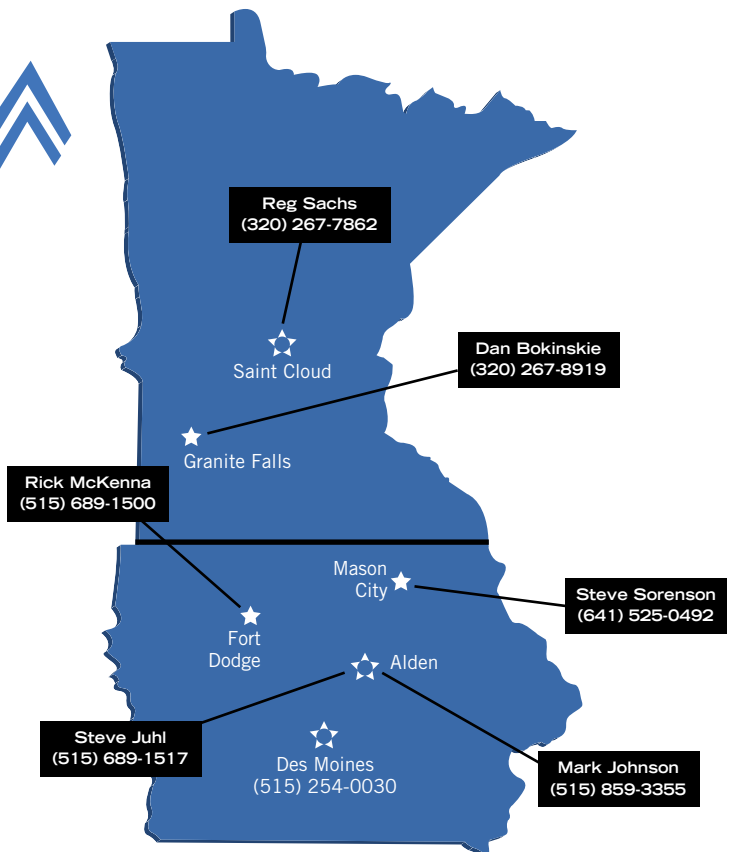 Reg Sachs
(320) 267-7862
Saint Cloud
Dan Bokinskie
(320) 267-8919
Granite Falls
Rick McKenna
(515) 689-1500
Mason
City
Steve Sorenson
(641) 525-0492
Fort
Dodge
Alden
Steve Juhl
(515) 689-1517
Des Moines
(515) 254-0030
Mark Johnson
(515) 859-3355